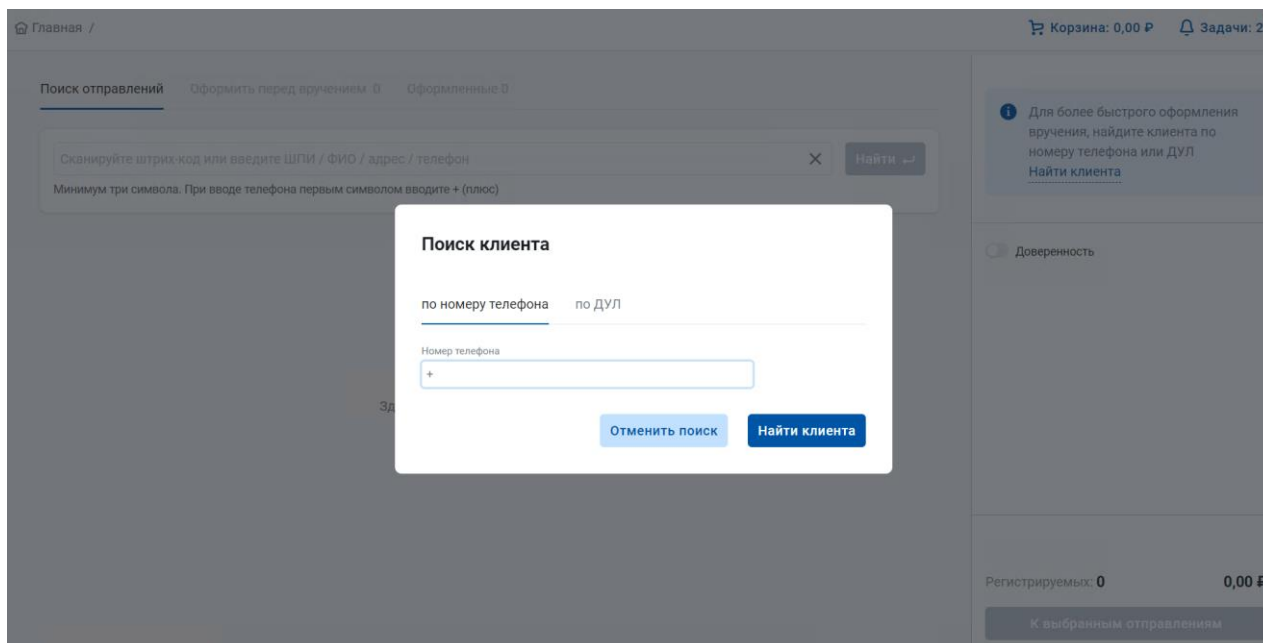 Главная /
Корзина: 0,00 ₽
Задачи: 2
Поиск отправлений
Оформить перед вручением 0
Оформленные 0
Сканируйте штрих-код или введите ШПИ / ФИО / адрес / телефон
Найти
Минимум три символа. При вводе телефона первым символом вводите + (плюс)
Для более быстрого оформления
вручения, найдите клиента по
номеру телефона или ДУЛ
Найти клиента
Доверенность
Поиск клиента
по номеру телефона
по ДУЛ
Номер телефона
+
Отменить поиск
Найти клиента
Регистрируемых: 0
0,00 ₽
К выбранным отправлениям